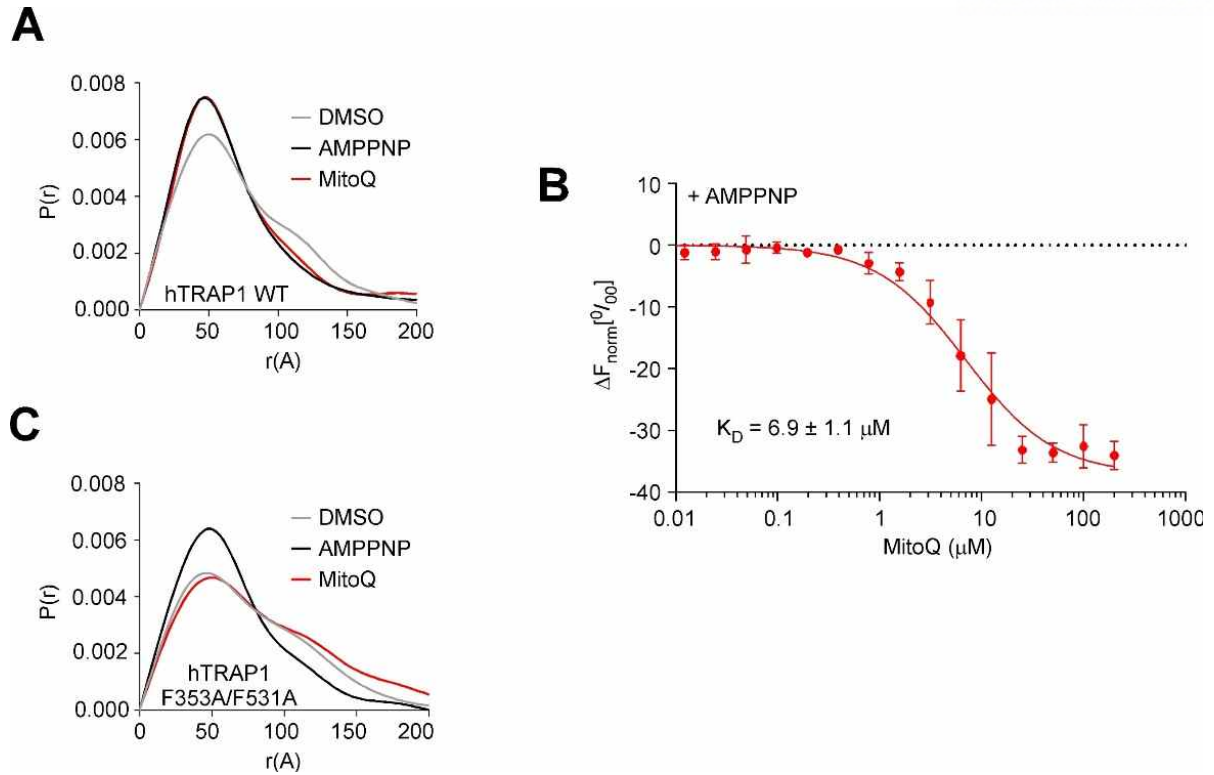 A
0.008
0.006
0.004
0.002
0.000
P(r)
DMSO
AMPPNP
MitoQ
hTRAP1 WT
0 50 100 150 200
r(A)
B
10
0
-10
-20
-30
-40
ΔFnorm[0/00]
+ AMPPNP
KD = 6.9 ± 1.1 μM
0.01 0.1 1 10 100 1000
MitoQ (μM)
C
0.008
0.006
0.004
0.002
0.000
P(r)
DMSO
AMPPNP
MitoQ
hTRAP1
F353A/F531A
0 50 100 150 200
r(A)